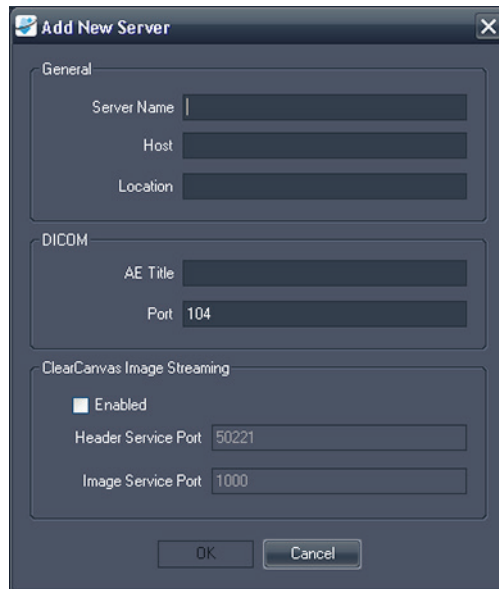 Add New Server
General
Server Name
Host
Location
DICOM
AE Title
Port 104
ClearCanvas Image Streaming
Enabled
Header Service Port 50221
Image Service Port 1000
OK Cancel